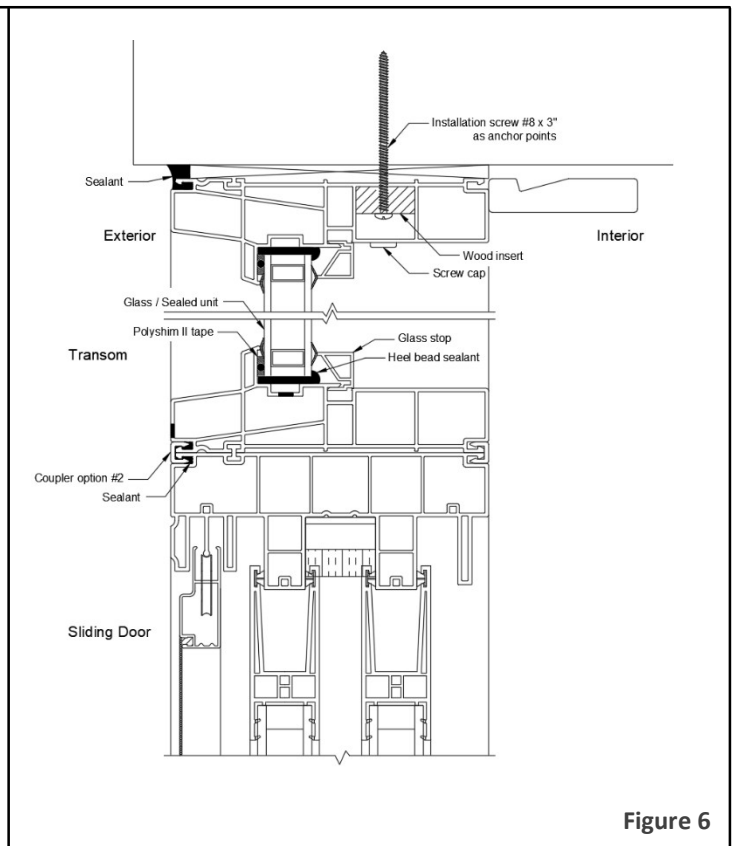 Installation screw #8 x 3"
as anchor points
Sealant
Exterior
Interior
Wood insert
Screw cap
Glass / Sealed unit
Polyshim II tape
Glass stop
Transom
Heel bead sealant
Coupler option #2
Sealant
Sliding Door
Figure 6